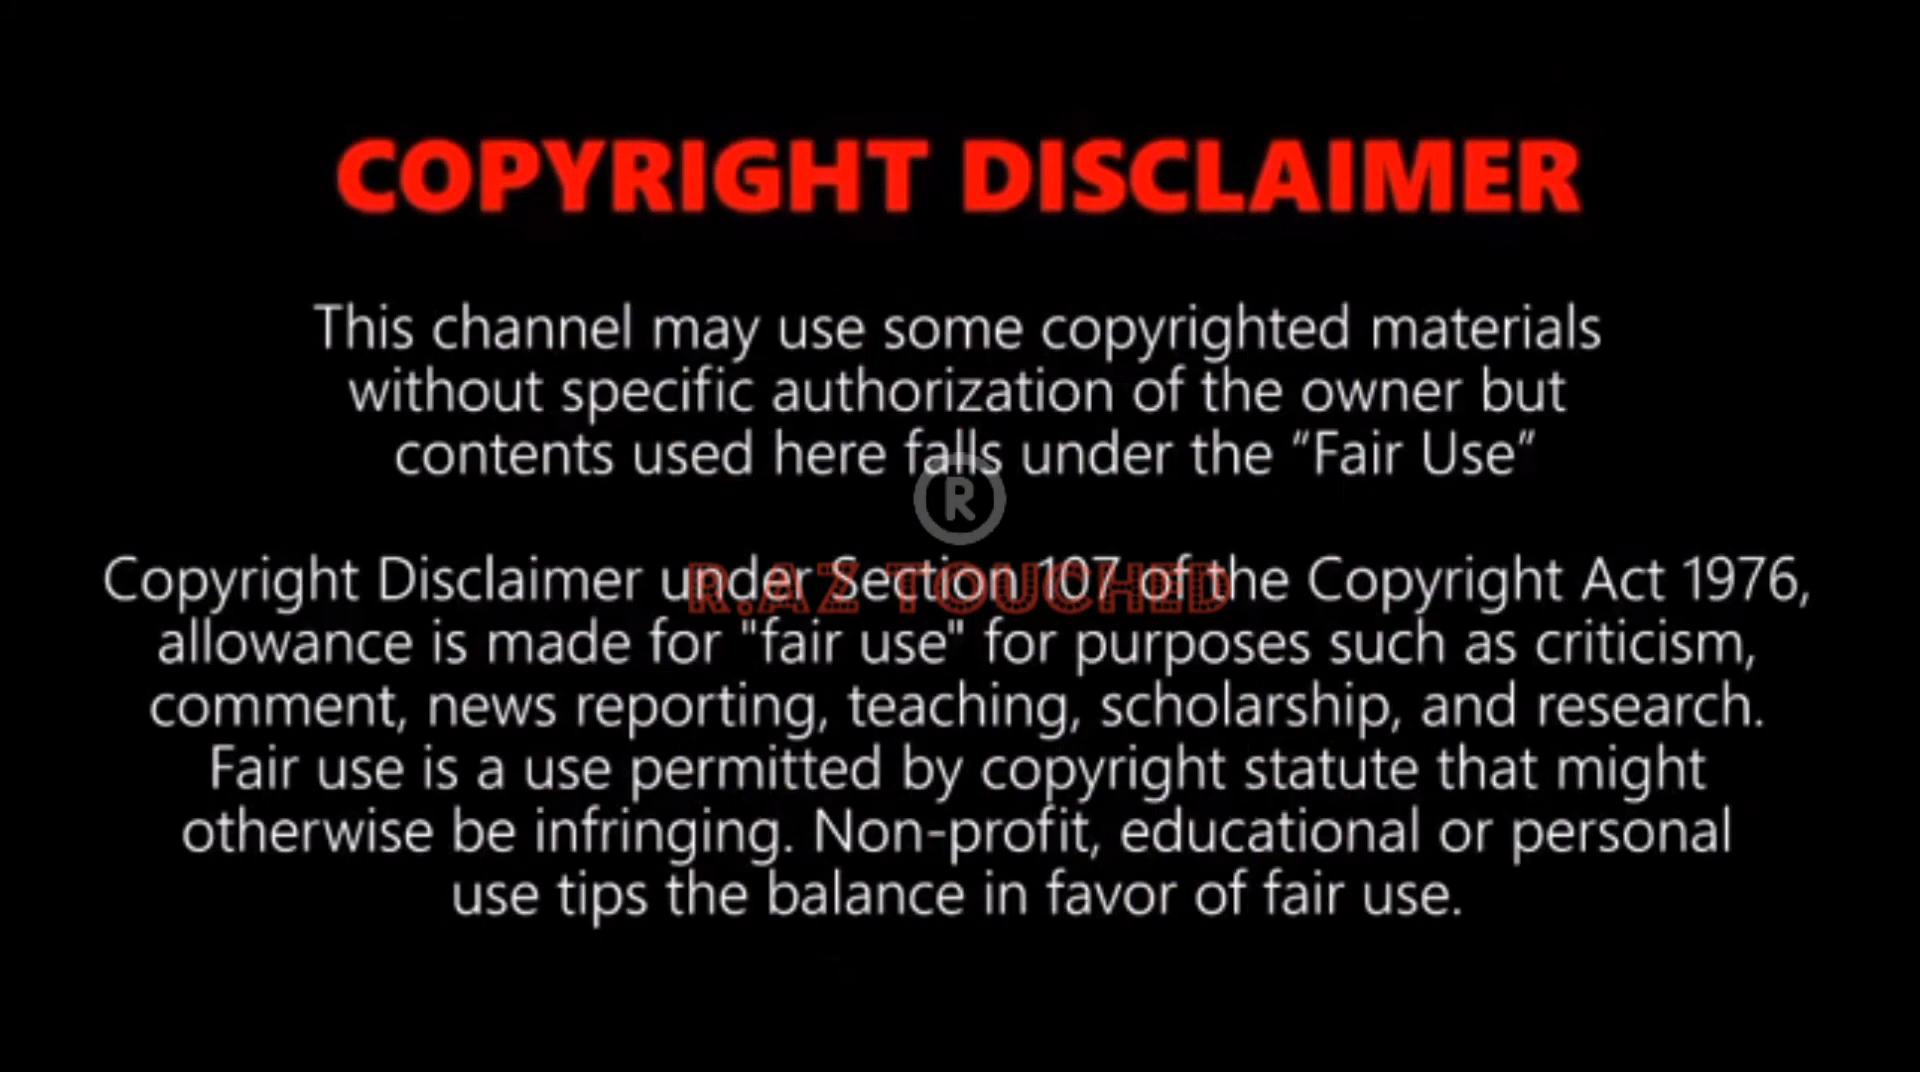 COPYRIGHT DISCLAIMER
This channel may use some copyrighted materials
without specific authorization of the owner but
contents used here falls under the “Fair Use”
®
Copyright Disclaimer under Section 107 of the Copyright Act 1976,
R.AZ TOUCHED
allowance is made for "fair use" for purposes such as criticism,
comment, news reporting, teaching, scholarship, and research.
Fair use is a use permitted by copyright statute that might
otherwise be infringing. Non-profit, educational or personal
use tips the balance in favor of fair use.